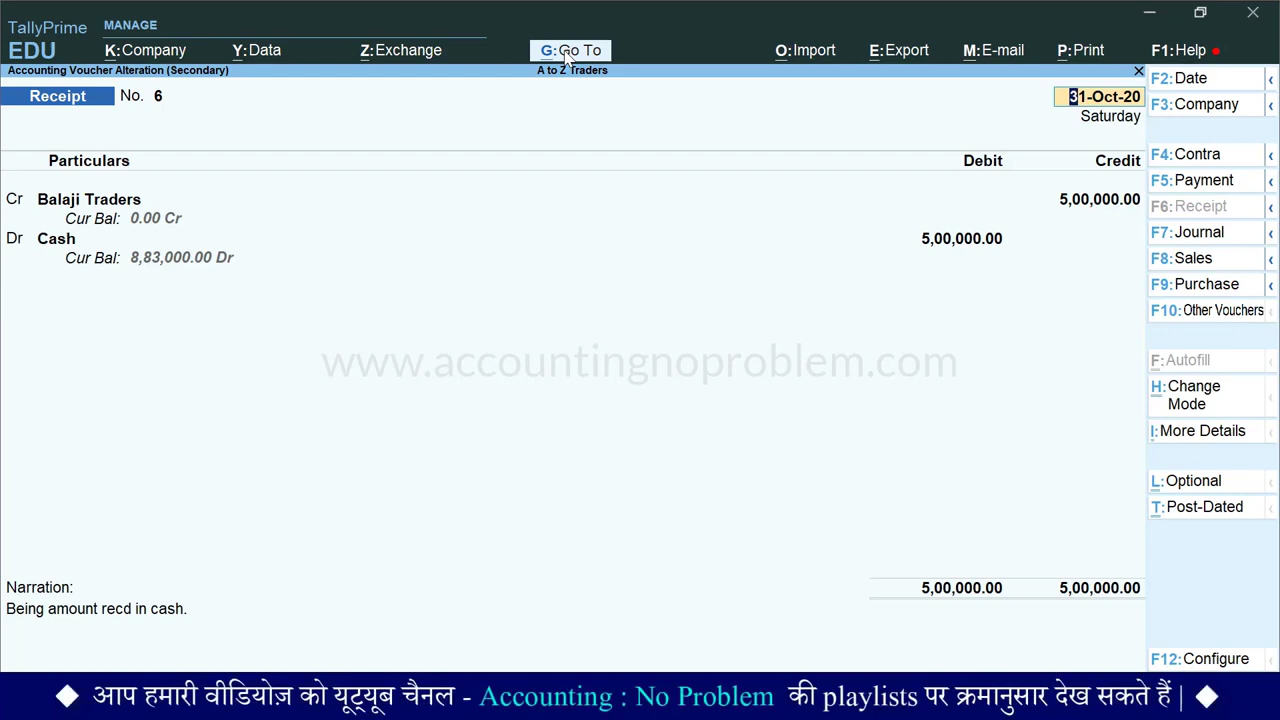 TallyPrime
EDU
MANAGE
K:Company Y:Data Z:Exchange G:Go To O:Import E:Export M:E-mail P:Print F1:Help
Accounting Voucher Alteration (Secondary) A to Z Traders
Receipt No. 6 31-Oct-20
Saturday
Particulars Debit Credit
Cr Balaji Traders 5,00,000.00
Cur Bal: 0.00 Cr
Dr Cash 5,00,000.00
Cur Bal: 8,83,000.00 Dr
www.accountingnoproblem.com
Narration: 5,00,000.00 5,00,000.00
Being amount recd in cash.
F2:Date
F3:Company
F4:Contra
F5:Payment
F6:Receipt
F7:Journal
F8:Sales
F9:Purchase
F10:Other Vouchers
F:Autofill
H:Change
Mode
I:More Details
L:Optional
T:Post-Dated
F12:Configure
◆ आप हमारी वीडियोज़ को यूट्यूब चैनल - Accounting : No Problem की playlists पर क्रमानुसार देख सकते हैं | ◆